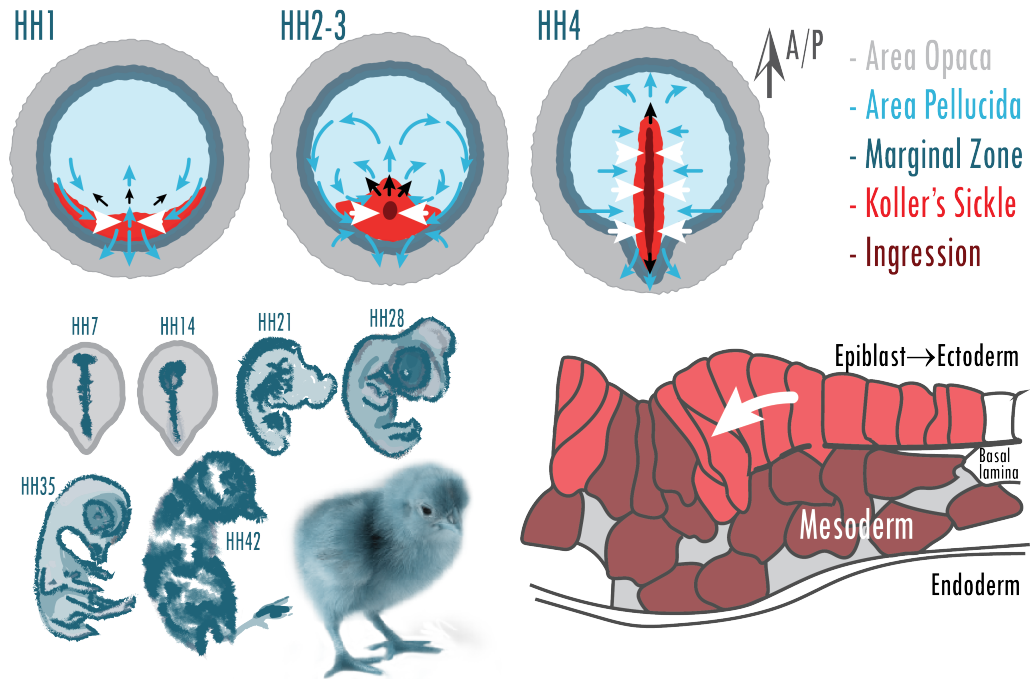 HH1
HH2-3
HH4
A/P
- Area Opaca
- Area Pellucida
- Marginal Zone
- Koller's Sickle
- Ingression
HH7
HH14
HH21
HH28
HH35
HH42
Epiblast→Ectoderm
Basal
lamina
Mesoderm
Endoderm